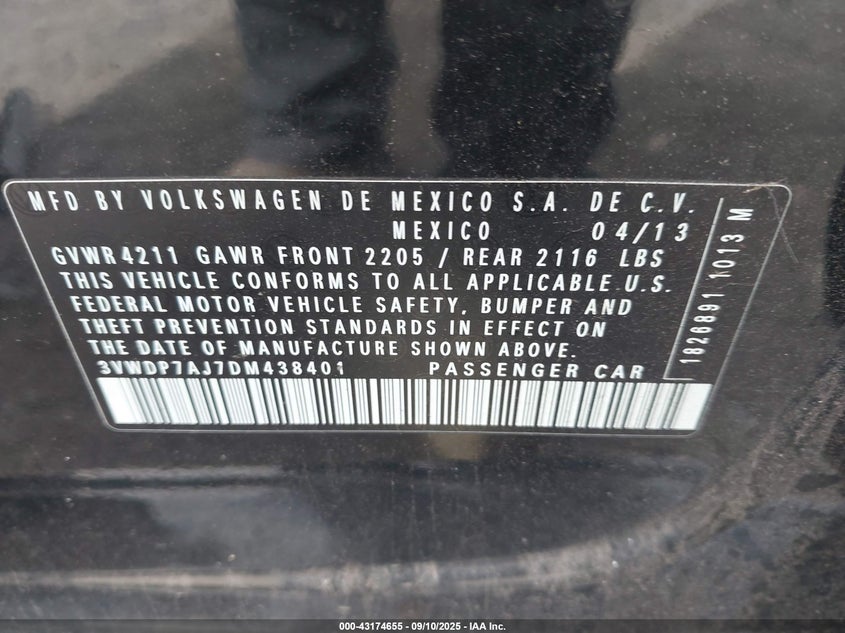 MFD BY VOLKSWAGEN DE MEXICO S.A. DE C.V.
MEXICO 04/13
GVWR4211 GAWR FRONT 2205 / REAR 2116 LBS
THIS VEHICLE CONFORMS TO ALL APPLICABLE U.S.
FEDERAL MOTOR VEHICLE SAFETY, BUMPER AND
THEFT PREVENTION STANDARDS IN EFFECT ON
THE DATE OF MANUFACTURE SHOWN ABOVE.
3VWDP7AJ7DM438401 PASSENGER CAR
1826891 1013 M
000-43174655 - 09/10/2025 - IAA Inc.